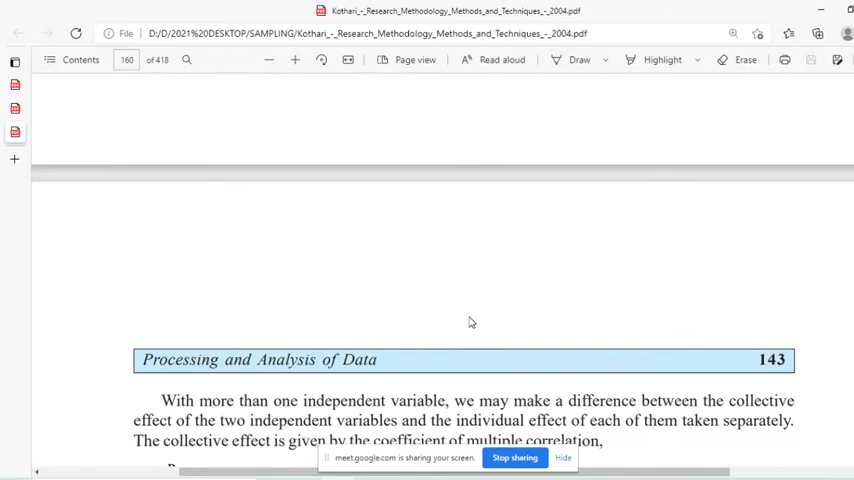 Kothari_-_Research_Methodology_Methods_and_Techniques_-_2004.pdf
File D:/D/2021%20DESKTOP/SAMPLING/Kothari_-_Research_Methodology_Methods_and_Techniques_-_2004.pdf
Contents 160 of 418 Page view Read aloud Draw Highlight Erase
Processing and Analysis of Data 143
With more than one independent variable, we may make a difference between the collective
effect of the two independent variables and the individual effect of each of them taken separately.
The collective effect is given by the coefficient of multiple correlation,
meet.google.com is sharing your screen. Stop sharing Hide